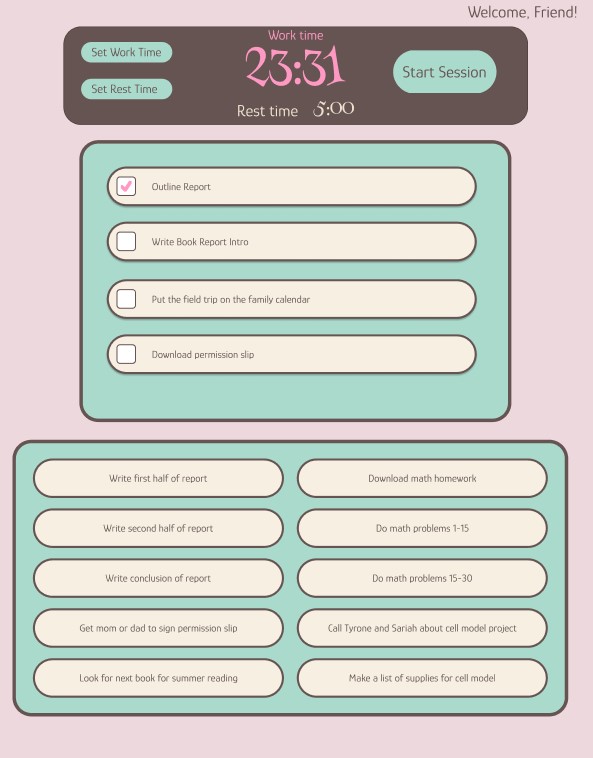 Welcome, Friend!
Work time
Set Work Time
23:31
Start Session
Set Rest Time
Rest time 5:00
Outline Report
Write Book Report Intro
Put the field trip on the family calendar
Download permission slip
Write first half of report
Download math homework
Write second half of report
Do math problems 1-15
Write conclusion of report
Do math problems 15-30
Get mom or dad to sign permission slip
Call Tyrone and Sariah about cell model project
Look for next book for summer reading
Make a list of supplies for cell model